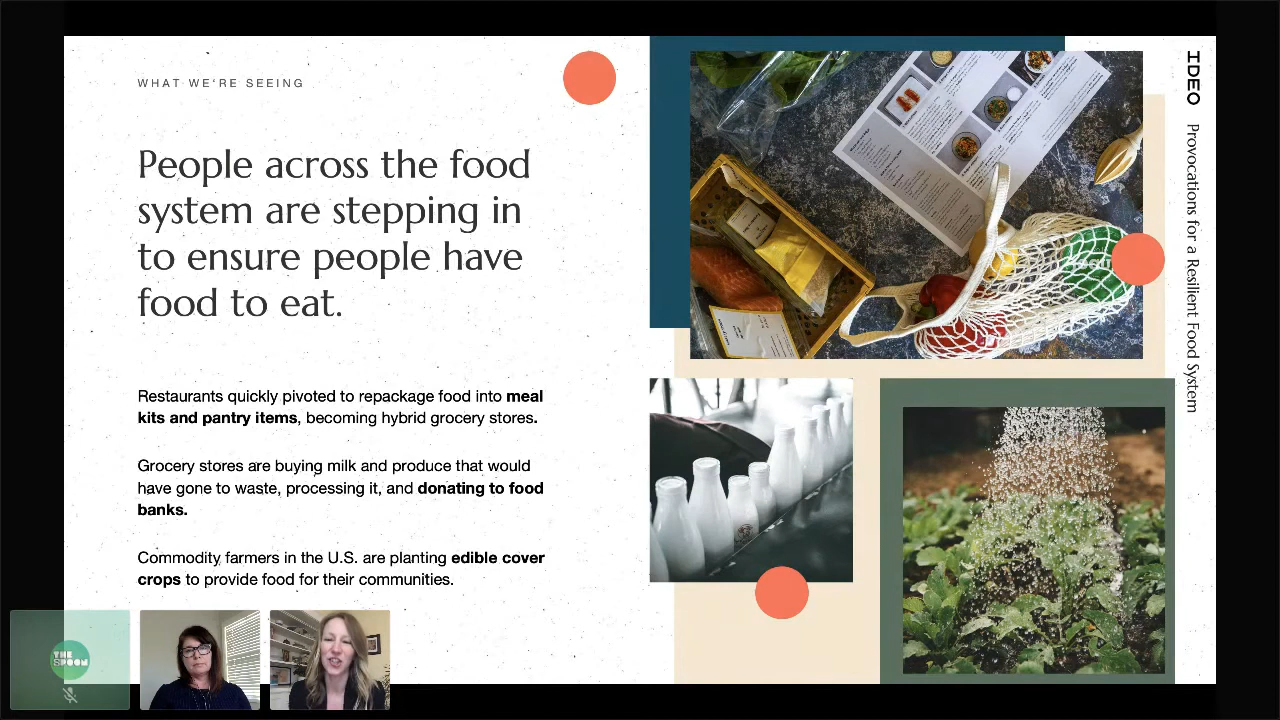 WHAT WE'RE SEEING
People across the food
system are stepping in
to ensure people have
food to eat.
Restaurants quickly pivoted to repackage food into meal
kits and pantry items, becoming hybrid grocery stores.
Grocery stores are buying milk and produce that would
have gone to waste, processing it, and donating to food
banks.
Commodity farmers in the U.S. are planting edible cover
crops to provide food for their communities.
IDEO
Provocations for a Resilient Food System
THE
SPOON